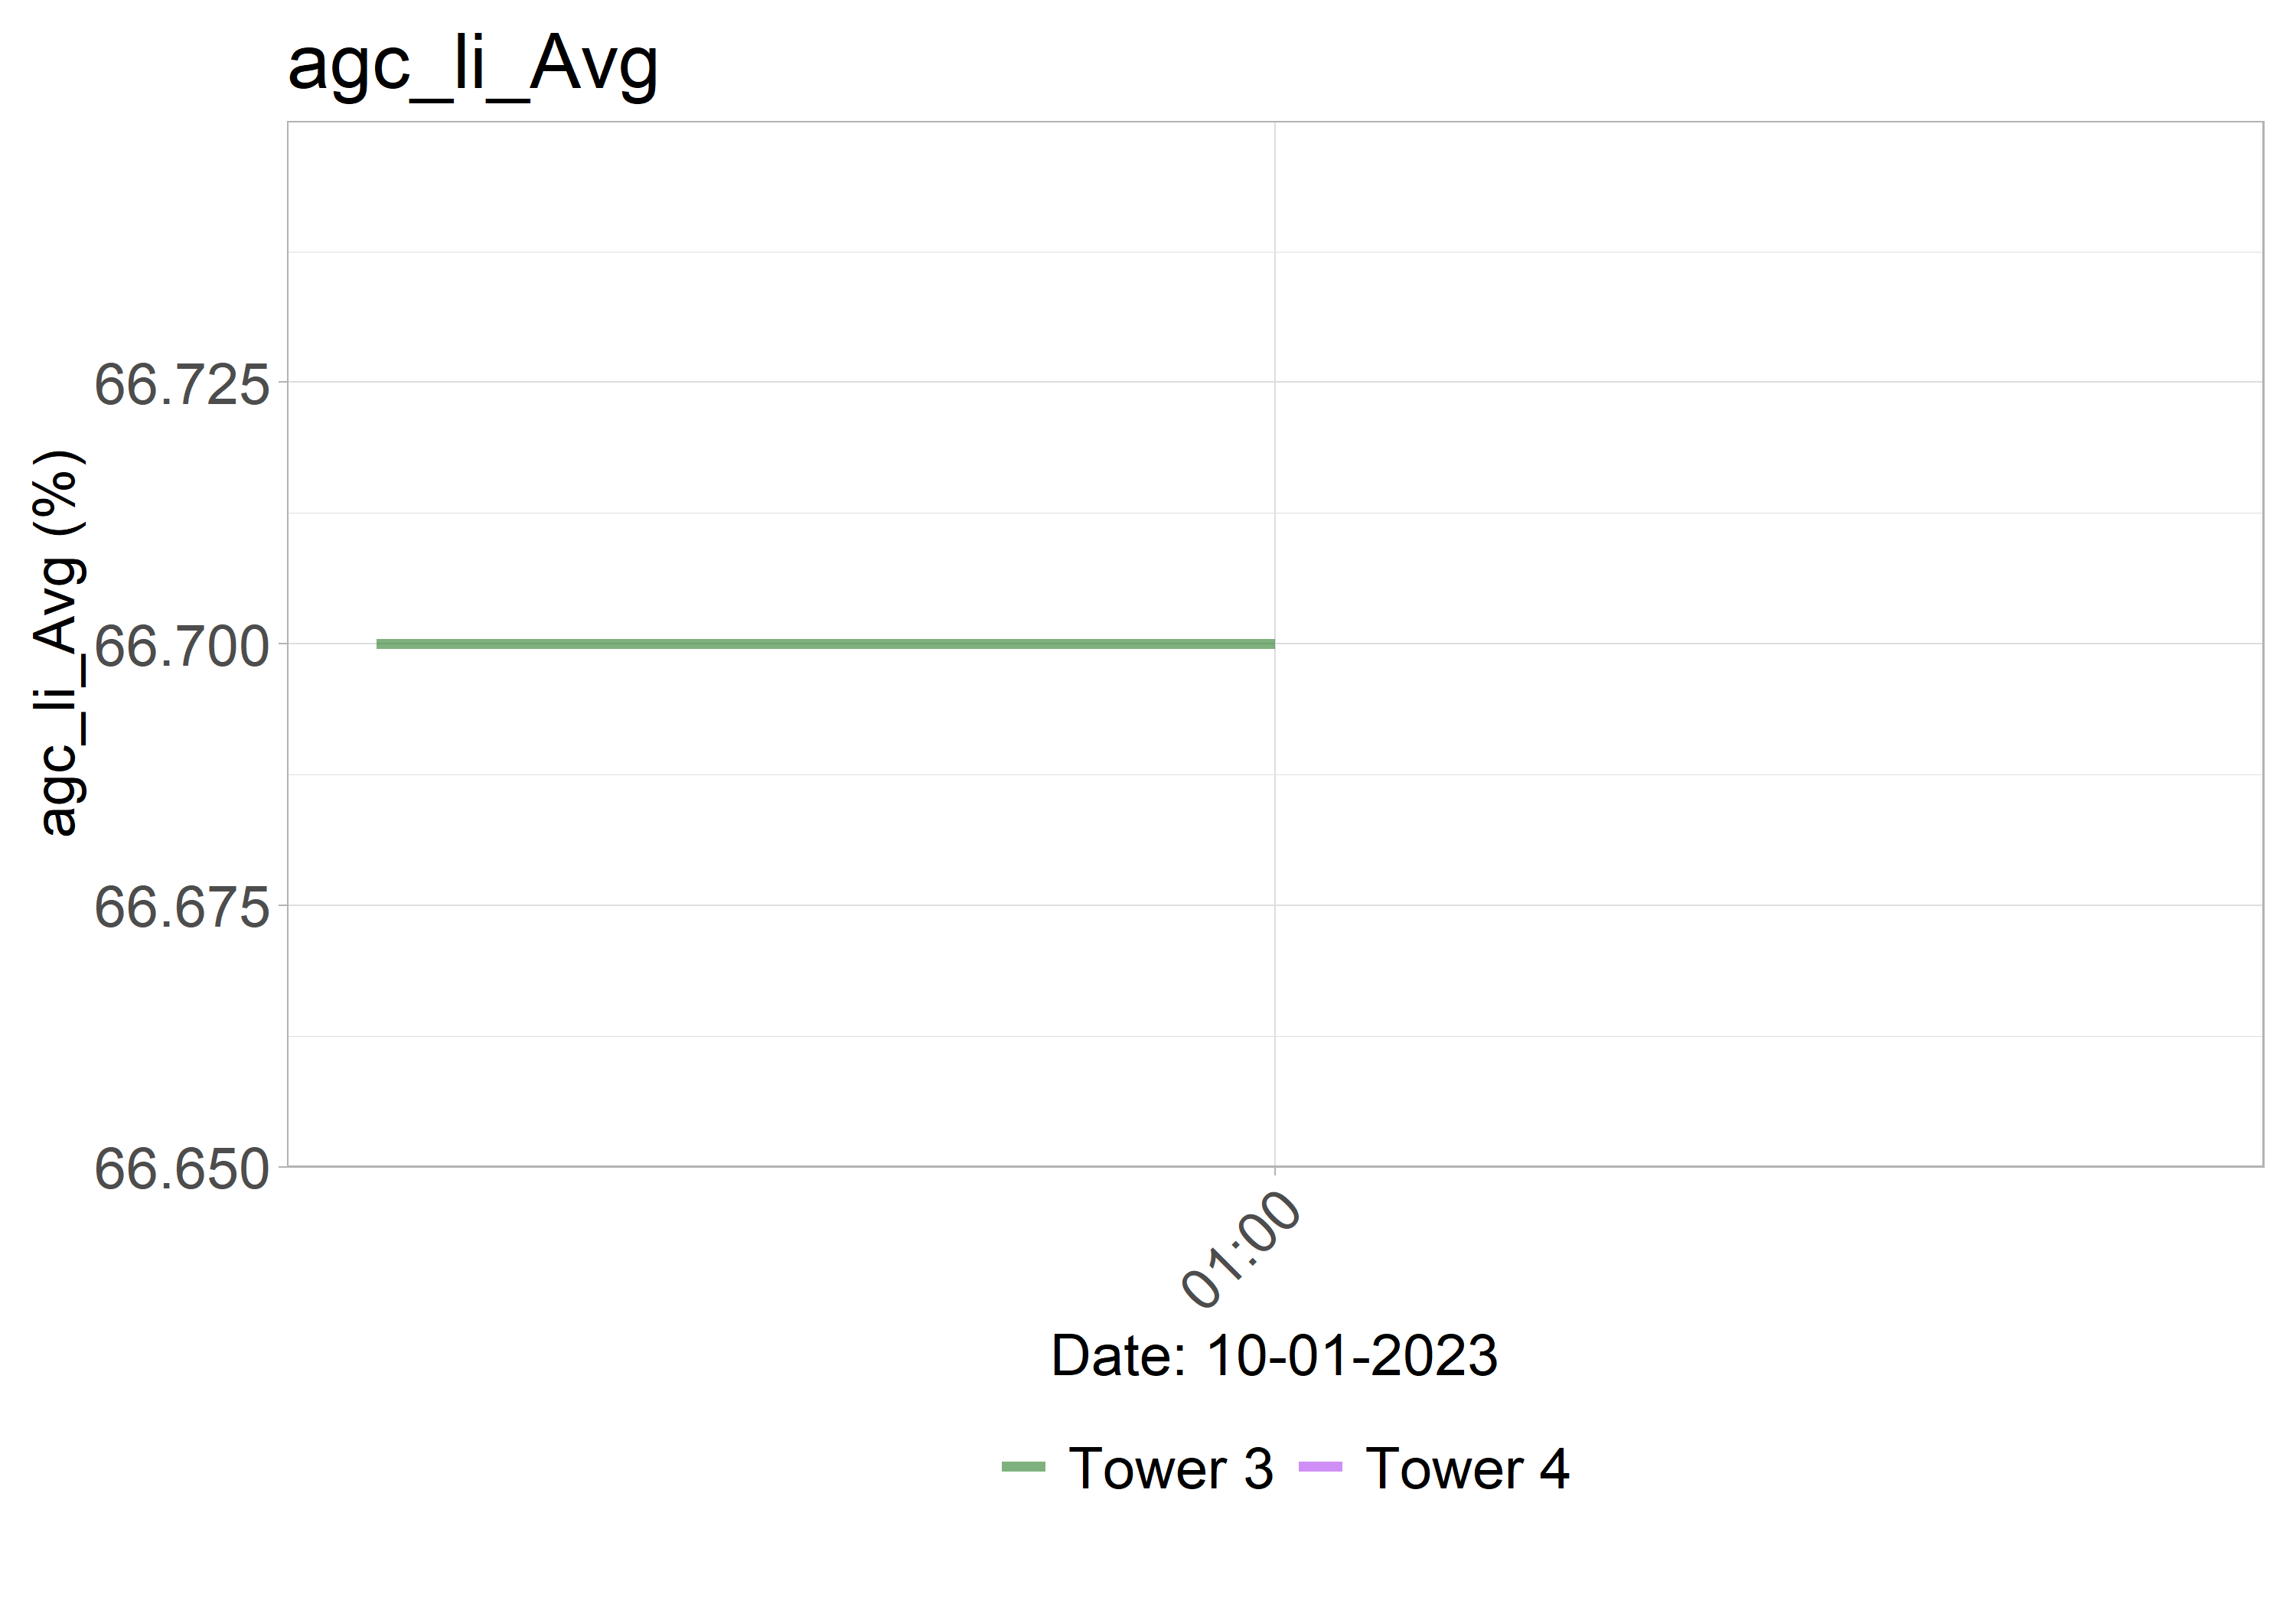 agc_li_Avg
agc_li_Avg (%)
66.725
66.700
66.675
66.650
01:00
Date: 10-01-2023
Tower 3 Tower 4